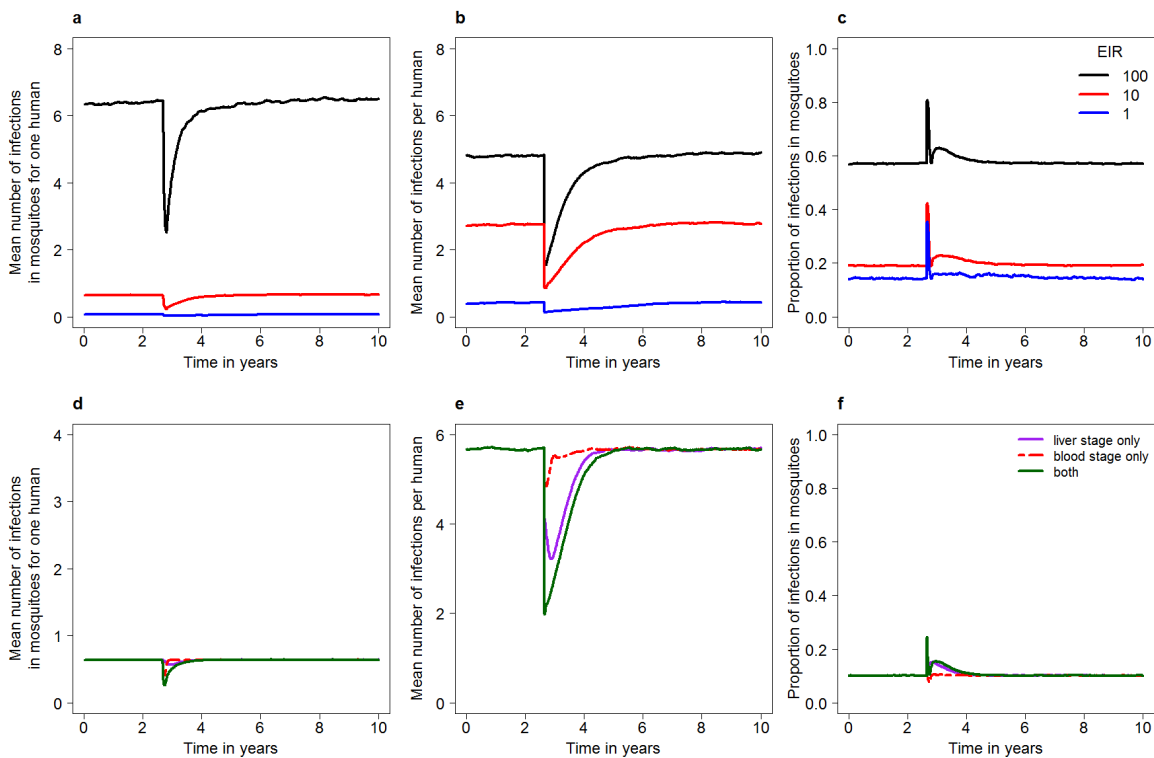 a
Mean number of infections
in mosquitoes for one human
8
6
4
2
0
0 2 4 6 8 10
Time in years
b
Mean number of infections per human
8
6
4
2
0
0 2 4 6 8 10
Time in years
c
Proportion of infections in mosquitoes
1.0
0.8
0.6
0.4
0.2
0.0
0 2 4 6 8 10
Time in years
EIR
100
10
1
d
Mean number of infections
in mosquitoes for one human
4
3
2
1
0
0 2 4 6 8 10
Time in years
e
Mean number of infections per human
6
4
2
0
0 2 4 6 8 10
Time in years
f
Proportion of infections in mosquitoes
1.0
0.8
0.6
0.4
0.2
0.0
0 2 4 6 8 10
Time in years
liver stage only
blood stage only
both